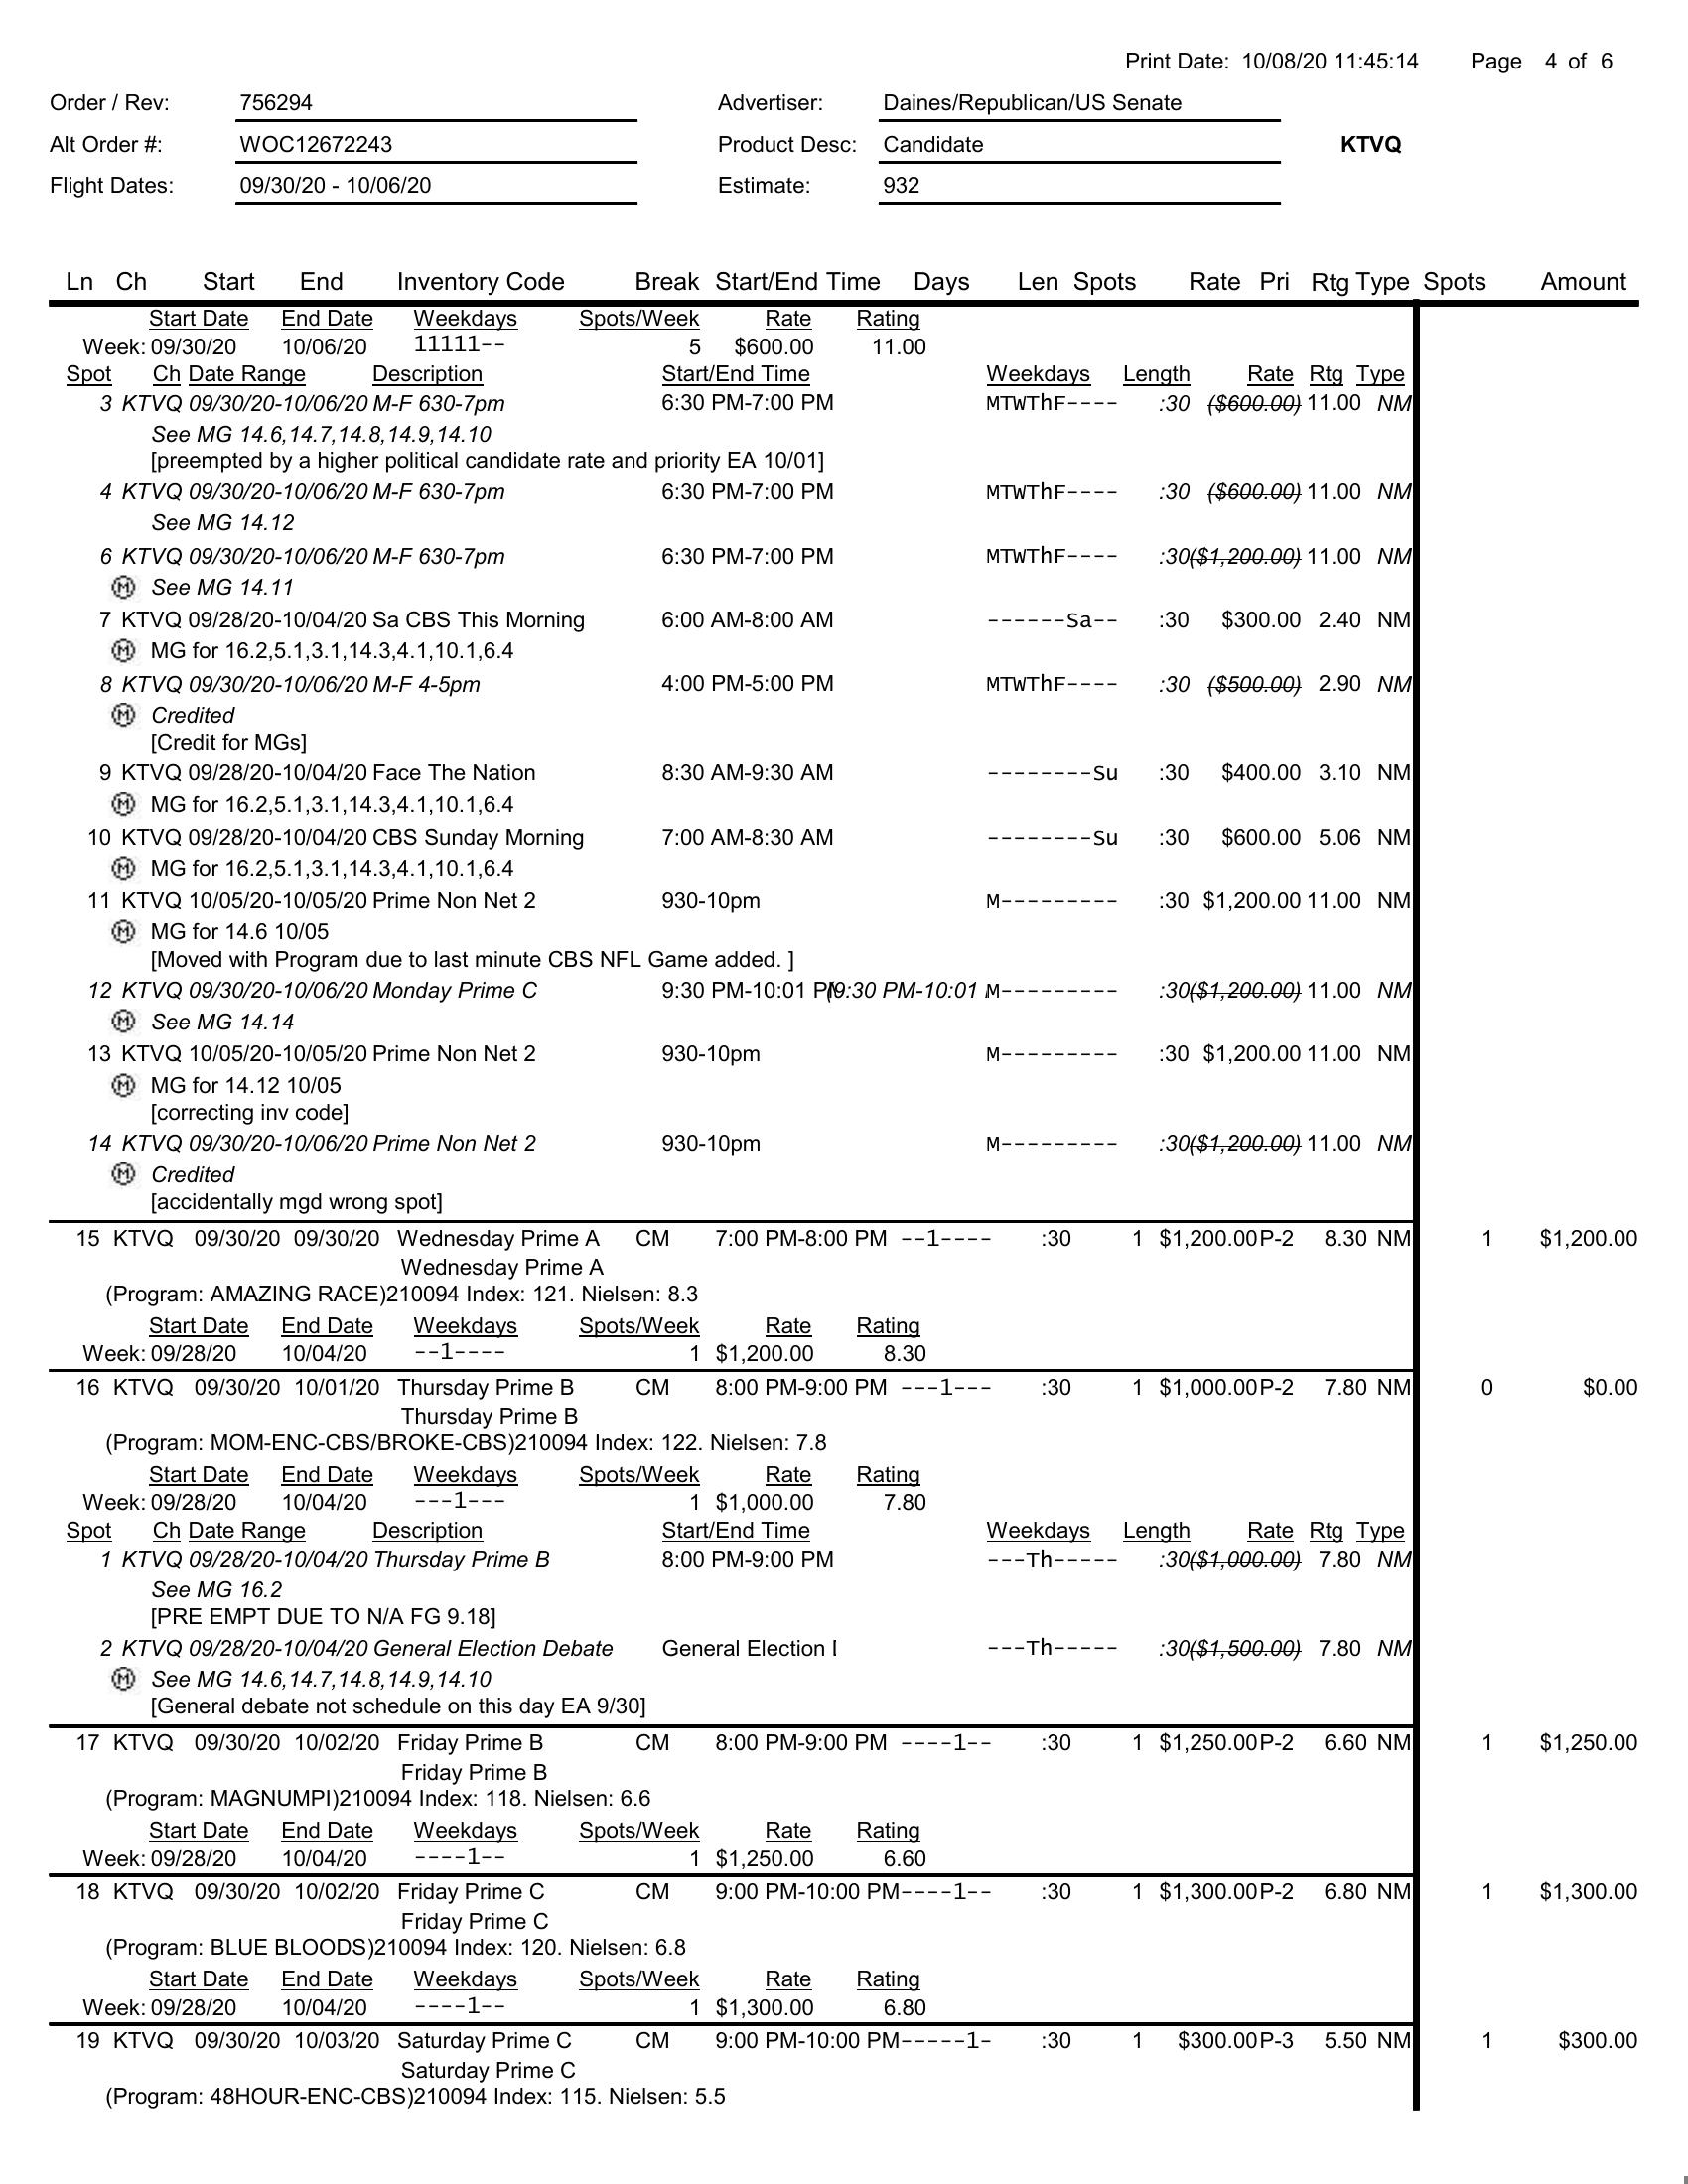 Print Date: 10/08/20 11:45:14 Page 4 of 6
Order / Rev: 756294 Advertiser: Daines/Republican/US Senate
Alt Order #: WOC12672243 Product Desc: Candidate KTVQ
Flight Dates: 09/30/20 - 10/06/20 Estimate: 932
Ln Ch Start End Inventory Code Break Start/End Time Days Len Spots Rate Pri Rtg Type Spots Amount
Start Date End Date Weekdays Spots/Week Rate Rating
Week: 09/30/20 10/06/20 11111-- 5 $600.00 11.00
Spot Ch Date Range Description Start/End Time Weekdays Length Rate Rtg Type
3 KTVQ 09/30/20-10/06/20 M-F 630-7pm 6:30 PM-7:00 PM MTWThF---- :30 ($600.00) 11.00 NM
See MG 14.6,14.7,14.8,14.9,14.10
[preempted by a higher political candidate rate and priority EA 10/01]
4 KTVQ 09/30/20-10/06/20 M-F 630-7pm 6:30 PM-7:00 PM MTWThF---- :30 ($600.00) 11.00 NM
See MG 14.12
6 KTVQ 09/30/20-10/06/20 M-F 630-7pm 6:30 PM-7:00 PM MTWThF---- :30($1,200.00) 11.00 NM
Ⓜ See MG 14.11
7 KTVQ 09/28/20-10/04/20 Sa CBS This Morning 6:00 AM-8:00 AM ------Sa-- :30 $300.00 2.40 NM
Ⓜ MG for 16.2,5.1,3.1,14.3,4.1,10.1,6.4
8 KTVQ 09/30/20-10/06/20 M-F 4-5pm 4:00 PM-5:00 PM MTWThF---- :30 ($500.00) 2.90 NM
Ⓜ Credited
[Credit for MGs]
9 KTVQ 09/28/20-10/04/20 Face The Nation 8:30 AM-9:30 AM --------Su :30 $400.00 3.10 NM
Ⓜ MG for 16.2,5.1,3.1,14.3,4.1,10.1,6.4
10 KTVQ 09/28/20-10/04/20 CBS Sunday Morning 7:00 AM-8:30 AM --------Su :30 $600.00 5.06 NM
Ⓜ MG for 16.2,5.1,3.1,14.3,4.1,10.1,6.4
11 KTVQ 10/05/20-10/05/20 Prime Non Net 2 930-10pm M--------- :30 $1,200.00 11.00 NM
Ⓜ MG for 14.6 10/05
[Moved with Program due to last minute CBS NFL Game added. ]
12 KTVQ 09/30/20-10/06/20 Monday Prime C 9:30 PM-10:01 PM (9:30 PM-10:01 M--------- :30($1,200.00) 11.00 NM
Ⓜ See MG 14.14
13 KTVQ 10/05/20-10/05/20 Prime Non Net 2 930-10pm M--------- :30 $1,200.00 11.00 NM
Ⓜ MG for 14.12 10/05
[correcting inv code]
14 KTVQ 09/30/20-10/06/20 Prime Non Net 2 930-10pm M--------- :30($1,200.00) 11.00 NM
Ⓜ Credited
[accidentally mgd wrong spot]
15 KTVQ 09/30/20 09/30/20 Wednesday Prime A CM 7:00 PM-8:00 PM --1---- :30 1 $1,200.00P-2 8.30 NM 1 $1,200.00
Wednesday Prime A
(Program: AMAZING RACE)210094 Index: 121. Nielsen: 8.3
Start Date End Date Weekdays Spots/Week Rate Rating
Week: 09/28/20 10/04/20 --1---- 1 $1,200.00 8.30
16 KTVQ 09/30/20 10/01/20 Thursday Prime B CM 8:00 PM-9:00 PM ---1--- :30 1 $1,000.00P-2 7.80 NM 0 $0.00
Thursday Prime B
(Program: MOM-ENC-CBS/BROKE-CBS)210094 Index: 122. Nielsen: 7.8
Start Date End Date Weekdays Spots/Week Rate Rating
Week: 09/28/20 10/04/20 ---1--- 1 $1,000.00 7.80
Spot Ch Date Range Description Start/End Time Weekdays Length Rate Rtg Type
1 KTVQ 09/28/20-10/04/20 Thursday Prime B 8:00 PM-9:00 PM ---Th----- :30($1,000.00) 7.80 NM
See MG 16.2
[PRE EMPT DUE TO N/A FG 9.18]
2 KTVQ 09/28/20-10/04/20 General Election Debate General Election ---Th----- :30($1,500.00) 7.80 NM
Ⓜ See MG 14.6,14.7,14.8,14.9,14.10
[General debate not schedule on this day EA 9/30]
17 KTVQ 09/30/20 10/02/20 Friday Prime B CM 8:00 PM-9:00 PM ----1-- :30 1 $1,250.00P-2 6.60 NM 1 $1,250.00
Friday Prime B
(Program: MAGNUMPI)210094 Index: 118. Nielsen: 6.6
Start Date End Date Weekdays Spots/Week Rate Rating
Week: 09/28/20 10/04/20 ----1-- 1 $1,250.00 6.60
18 KTVQ 09/30/20 10/02/20 Friday Prime C CM 9:00 PM-10:00 PM----1-- :30 1 $1,300.00P-2 6.80 NM 1 $1,300.00
Friday Prime C
(Program: BLUE BLOODS)210094 Index: 120. Nielsen: 6.8
Start Date End Date Weekdays Spots/Week Rate Rating
Week: 09/28/20 10/04/20 ----1-- 1 $1,300.00 6.80
19 KTVQ 09/30/20 10/03/20 Saturday Prime C CM 9:00 PM-10:00 PM-----1- :30 1 $300.00P-3 5.50 NM 1 $300.00
Saturday Prime C
(Program: 48HOUR-ENC-CBS)210094 Index: 115. Nielsen: 5.5